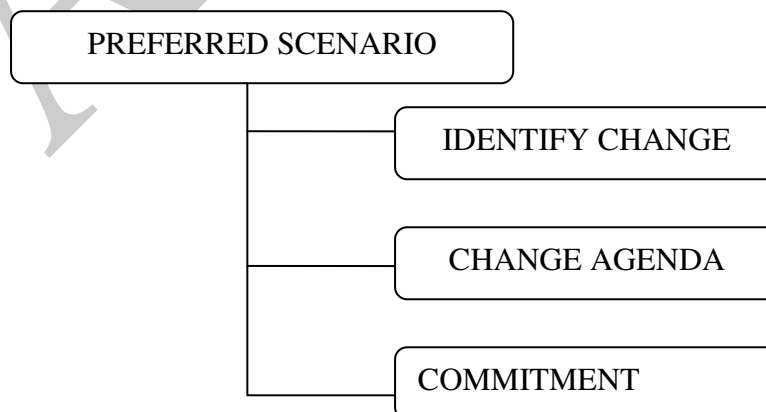 PREFERRED SCENARIO
IDENTIFY CHANGE
CHANGE AGENDA
COMMITMENT